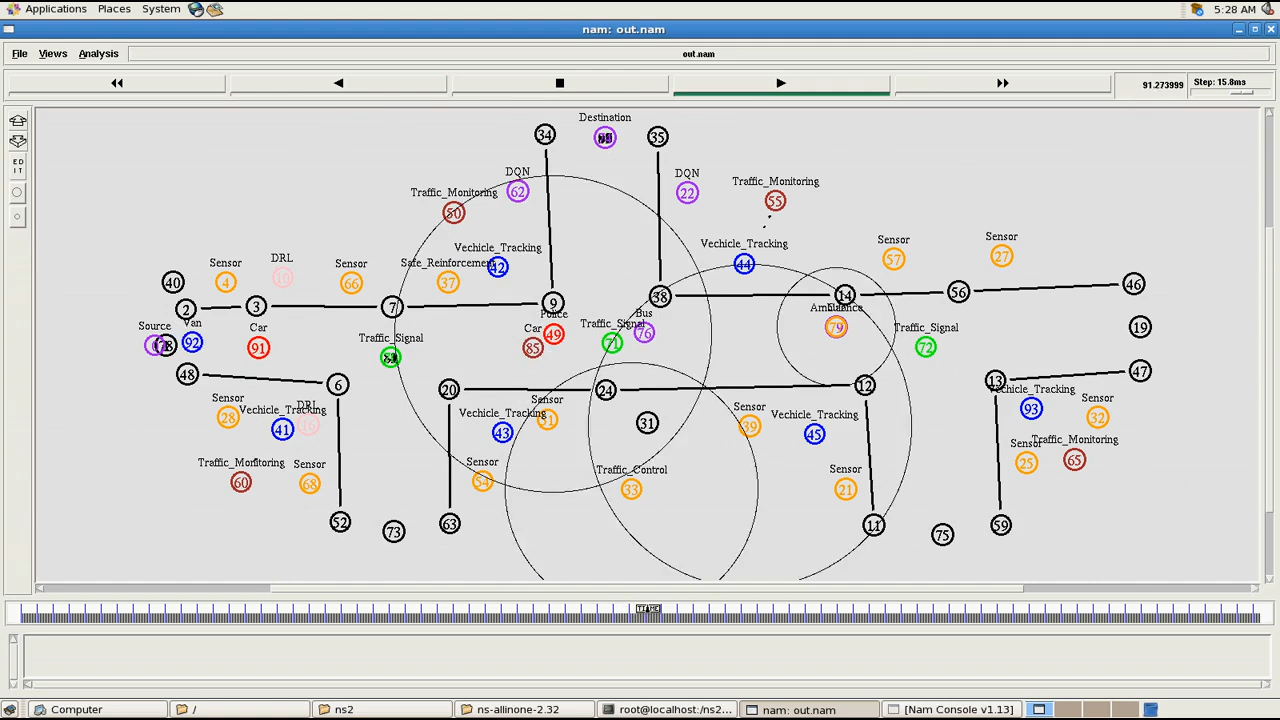 Applications Places System 5:28 AM
nam: out.nam
File Views Analysis out.nam
91.273999 Step: 15.8ms
E D
I T
Destination
34 35
DQN DQN
62 22
Traffic_Monitoring Traffic_Monitoring
50 55
Vechicle_Tracking Vechicle_Tracking
42 44
Sensor DRL Sensor Safe_Reinforcement Sensor Sensor
40 4 66 37 57 27
2 3 7 9 38 14 56 46
Source Van Car Police Bus
92 91 Car 49 Traffic_Signal 76 79 19
Traffic_Signal 85 71 Traffic_Signal
72
48 6 20 24 12 13 47
Sensor DRL Sensor Sensor Vechicle_Tracking
28 Vechicle_Tracking Vechicle_Tracking 31 39 Vechicle_Tracking 93 Sensor
41 43 45 32
Traffic_Monitoring Sensor Sensor Traffic_Control Sensor Sensor Traffic_Monitoring
60 68 54 33 21 25 65
52 73 63 11 75 59
TIME
Computer / ns2 ns-allinone-2.32 root@localhost:/ns2... nam: out.nam [Nam Console v1.13]